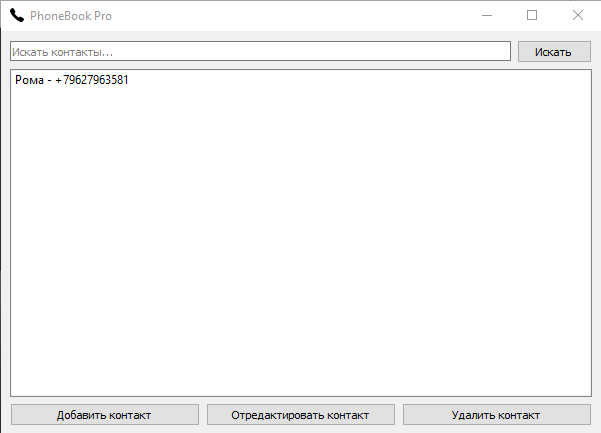 PhoneBook Pro
Искать контакты...
Искать
Рома - +79627963581
Добавить контакт
Отредактировать контакт
Удалить контакт